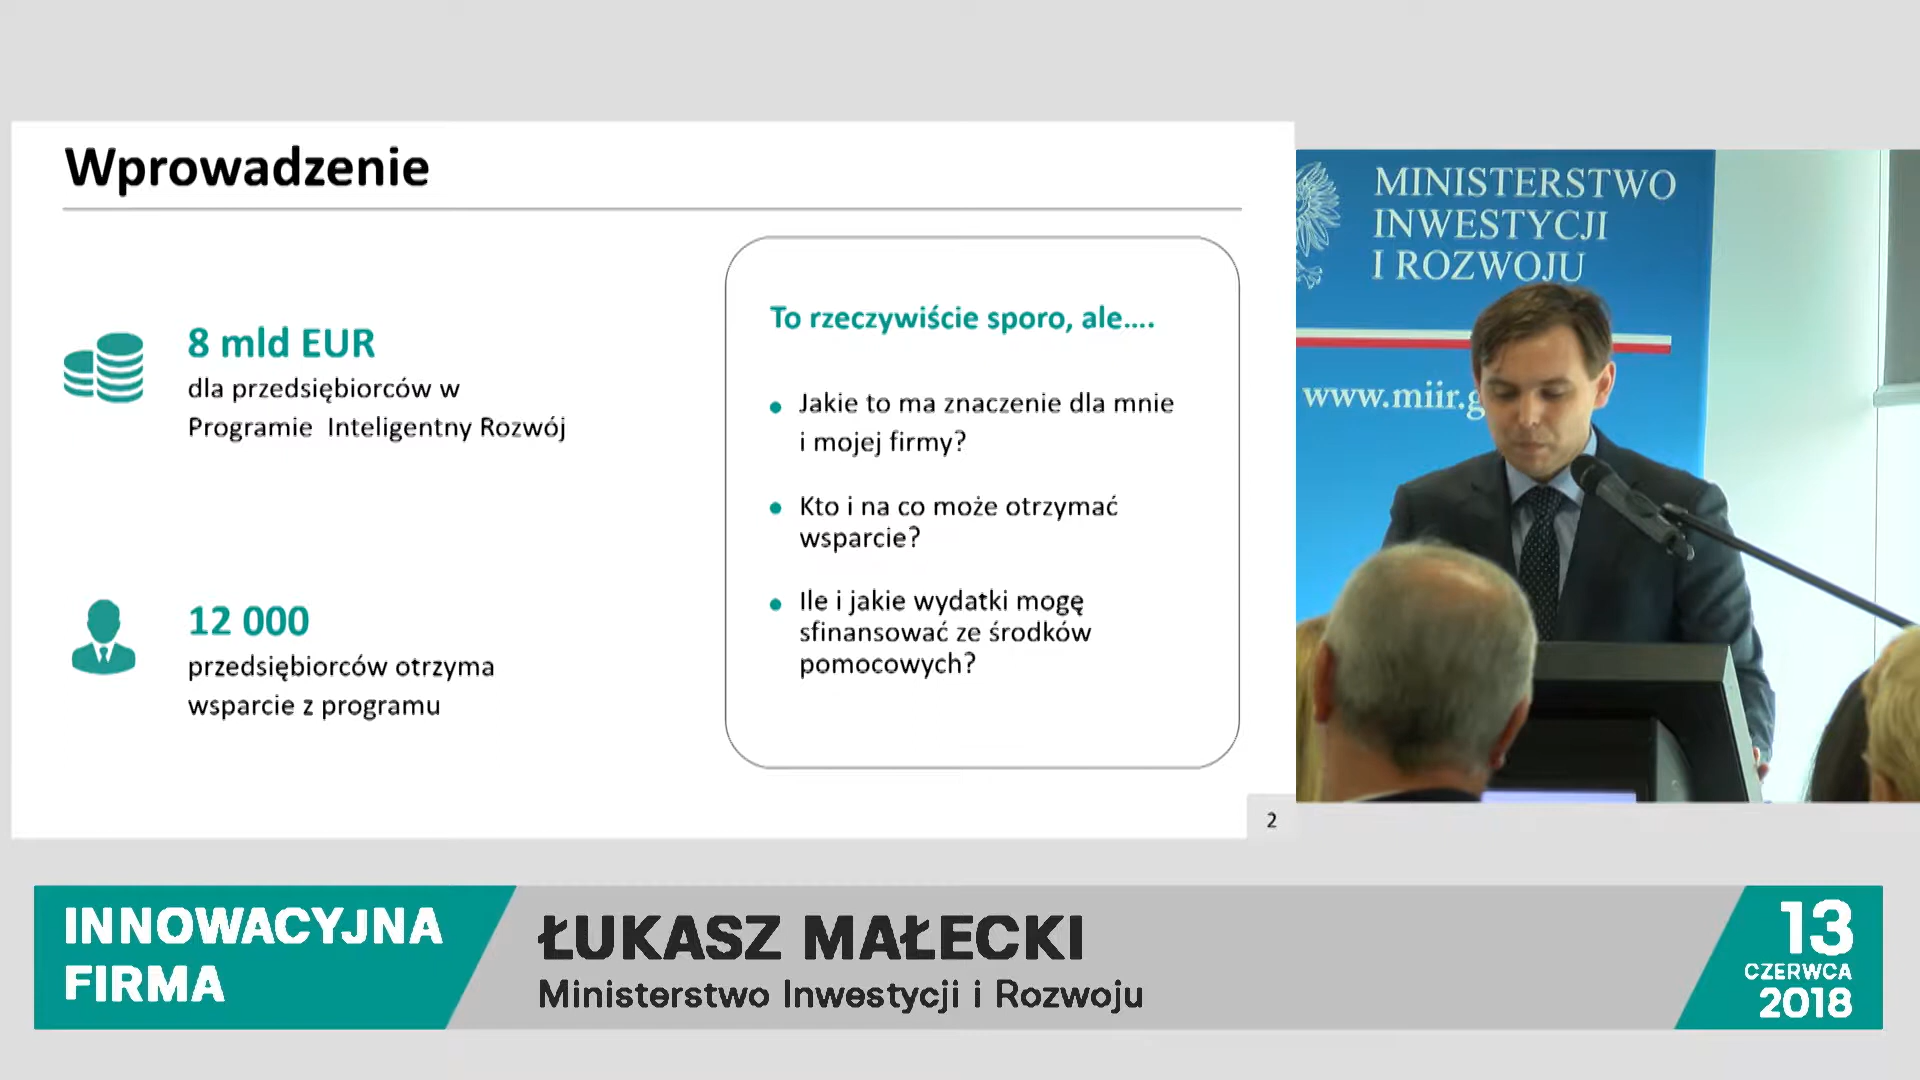 Wprowadzenie
8 mld EUR
dla przedsiębiorców w
Programie Inteligentny Rozwój
12 000
przedsiębiorców otrzyma
wsparcie z programu
To rzeczywiście sporo, ale....
Jakie to ma znaczenie dla mnie
i mojej firmy?
Kto i na co może otrzymać
wsparcie?
Ile i jakie wydatki mogę
sfinansować ze środków
pomocowych?
2
MINISTERSTWO
INWESTYCJI
I ROZWOJU
www.miir.g
INNOWACYJNA
FIRMA
ŁUKASZ MAŁECKI
Ministerstwo Inwestycji i Rozwoju
13
CZERWCA
2018